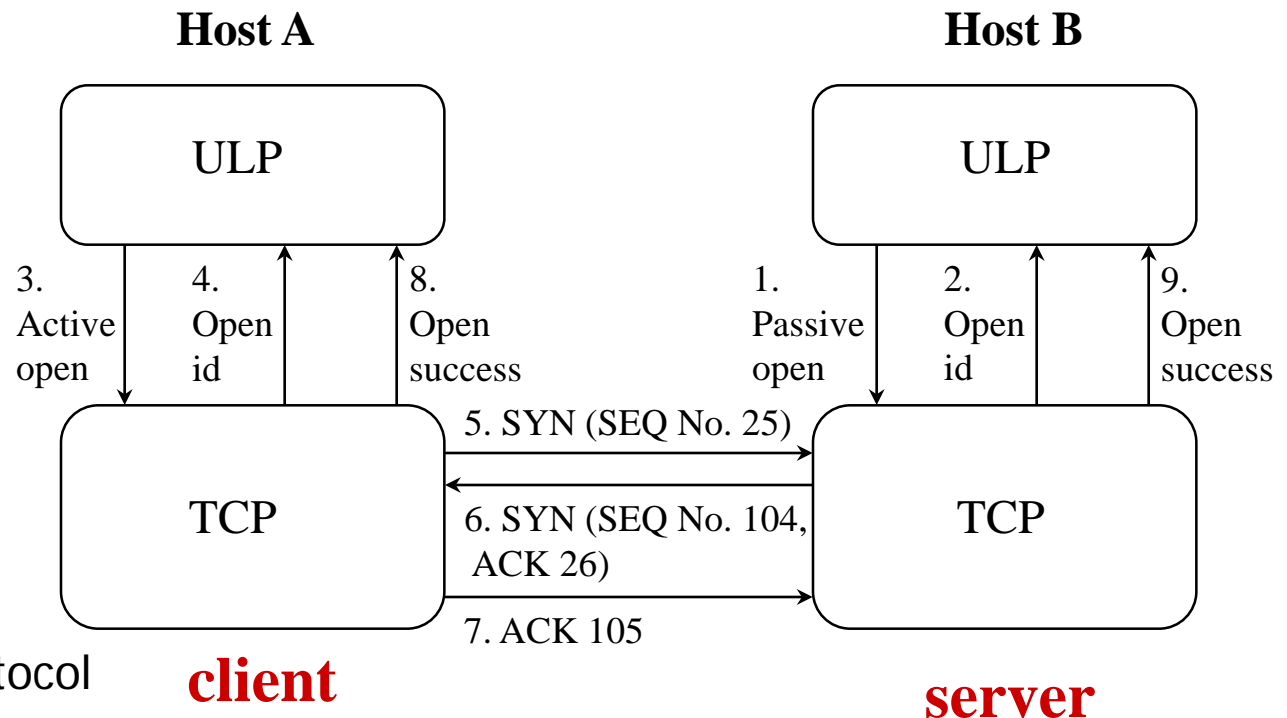 Host A
Host B
ULP
ULP
3.
Active
open
4.
Open
id
8.
Open
success
1.
Passive
open
2.
Open
id
9.
Open
success
5. SYN (SEQ No. 25)
TCP
6. SYN (SEQ No. 104,
ACK 26)
TCP
7. ACK 105
tocol
client
server